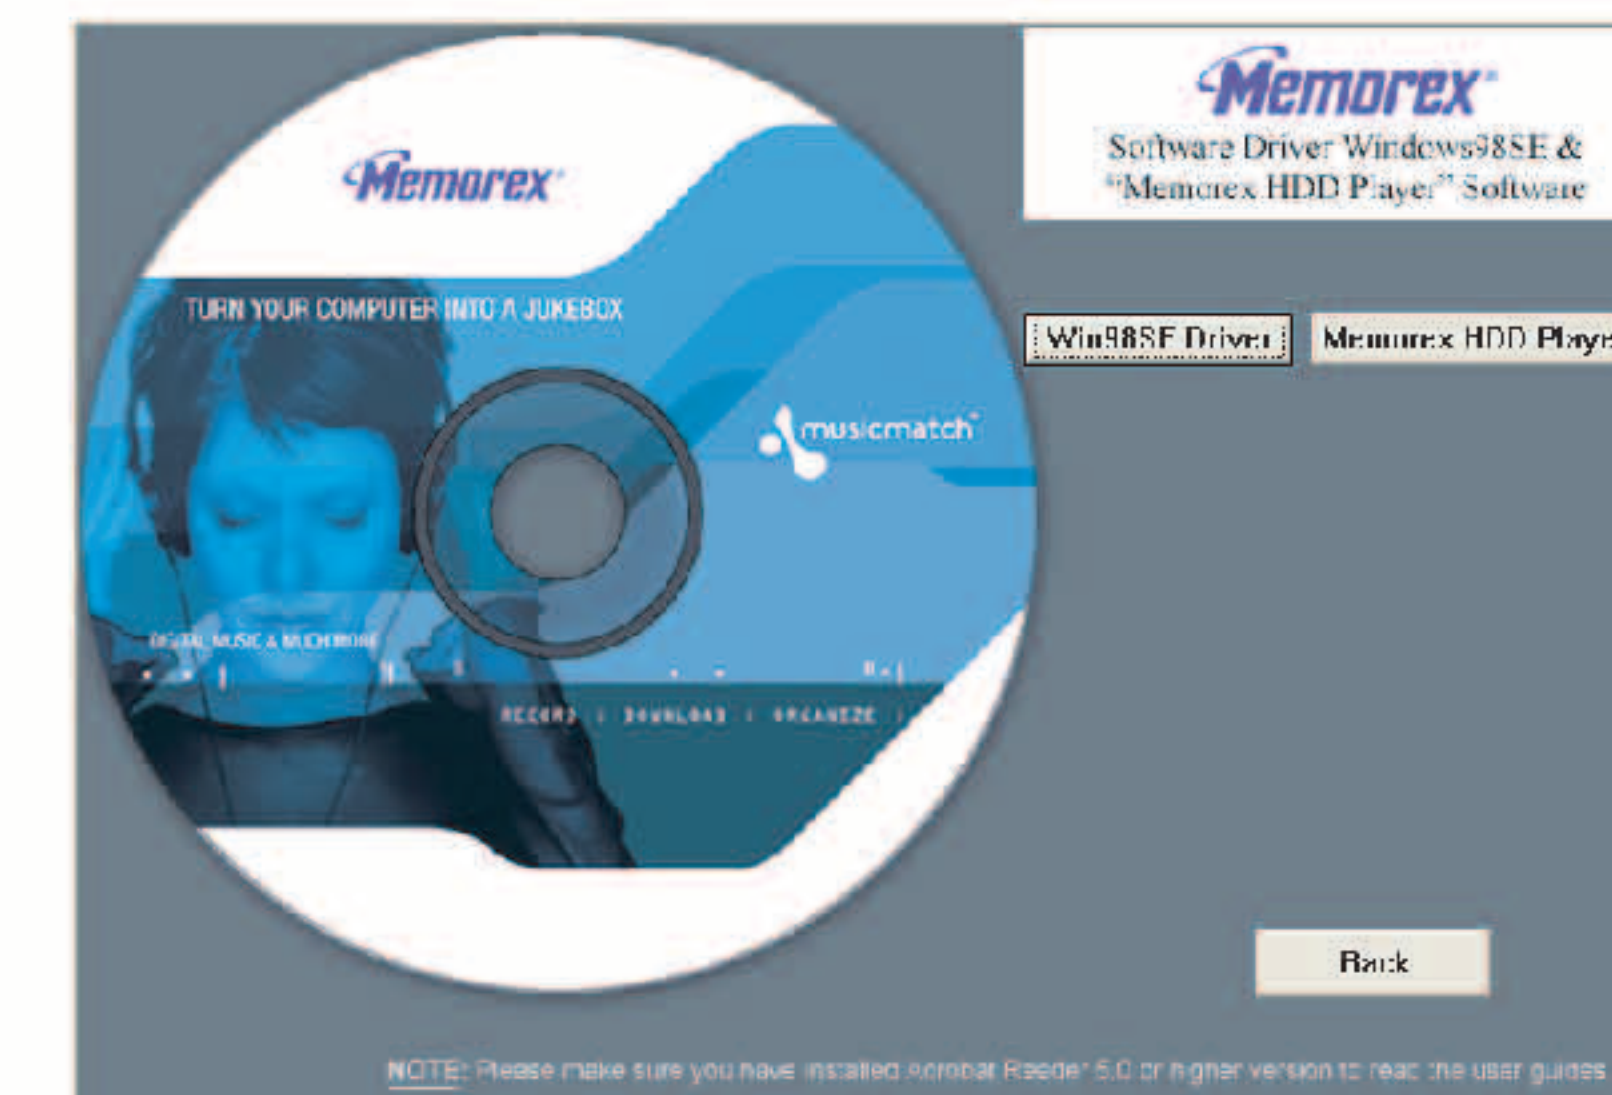 Memorex
Software Driver Windows98SE &
"Memorex HDD Player" Software
Memorex
TURN YOUR COMPUTER INTO A JUKEBOX
Win98SE Driver
Memorex HDD Playe
musicmatch
DIGITAL MUSIC & MUCH MORE
RECORD : DOWNLOAD : ORGANIZE :
Back
NOTE: Please make sure you have installed Acrobat Reader 5.0 or higher version to read the user guides